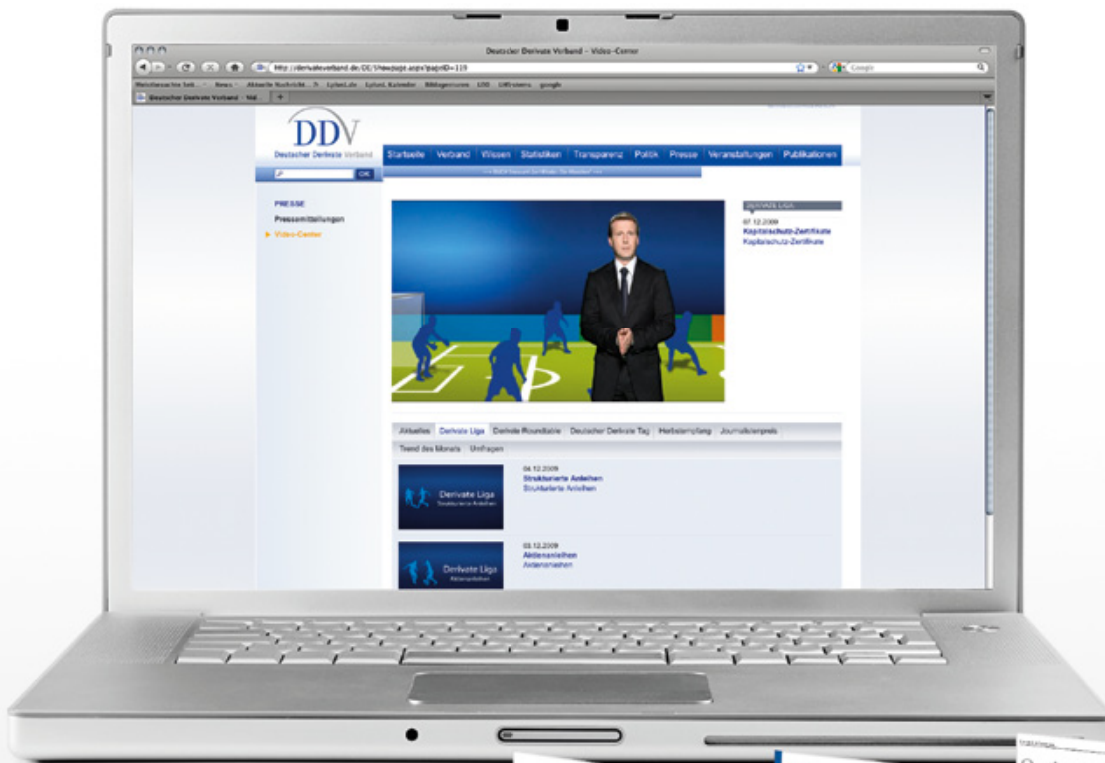 Deutscher Derivate Verband – Video-Center
http://derivateverband.de/DE/Showpage.aspx?pageID=119
Google
Deutscher Derivate Verband – Vid...
DDV
Deutscher Derivate Verband
Startseite Verband Wissen Statistiken Transparenz Politik Presse Veranstaltungen Publikationen
OK
PRESSE
Pressemitteilungen
Video-Center
DERIVATE LIGA
07.12.2009
Kapitalschutz-Zertifikate
Kapitalschutz-Zertifikate
Aktuelles Derivate Liga Derivate Roundtable Deutscher Derivate Tag Herbstempfang Journalistenpreis
Trend des Monats Umfragen
Derivate Liga
Strukturierte Anleihen
04.12.2009
Strukturierte Anleihen
Strukturierte Anleihen
Derivate Liga
Aktienanleihen
03.12.2009
Aktienanleihen
Aktienanleihen